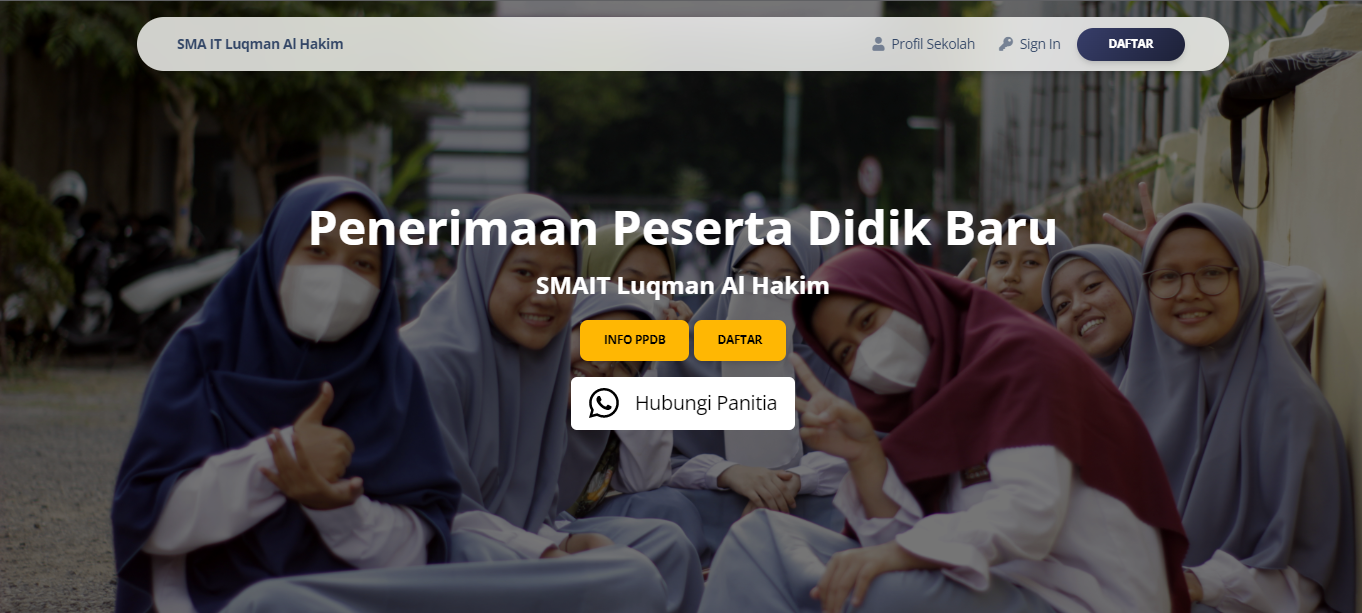 SMA IT Luqman Al Hakim
Profil Sekolah
Sign In
DAFTAR
Penerimaan Peserta Didik Baru
SMAIT Luqman Al Hakim
INFO PPDB
DAFTAR
Hubungi Panitia